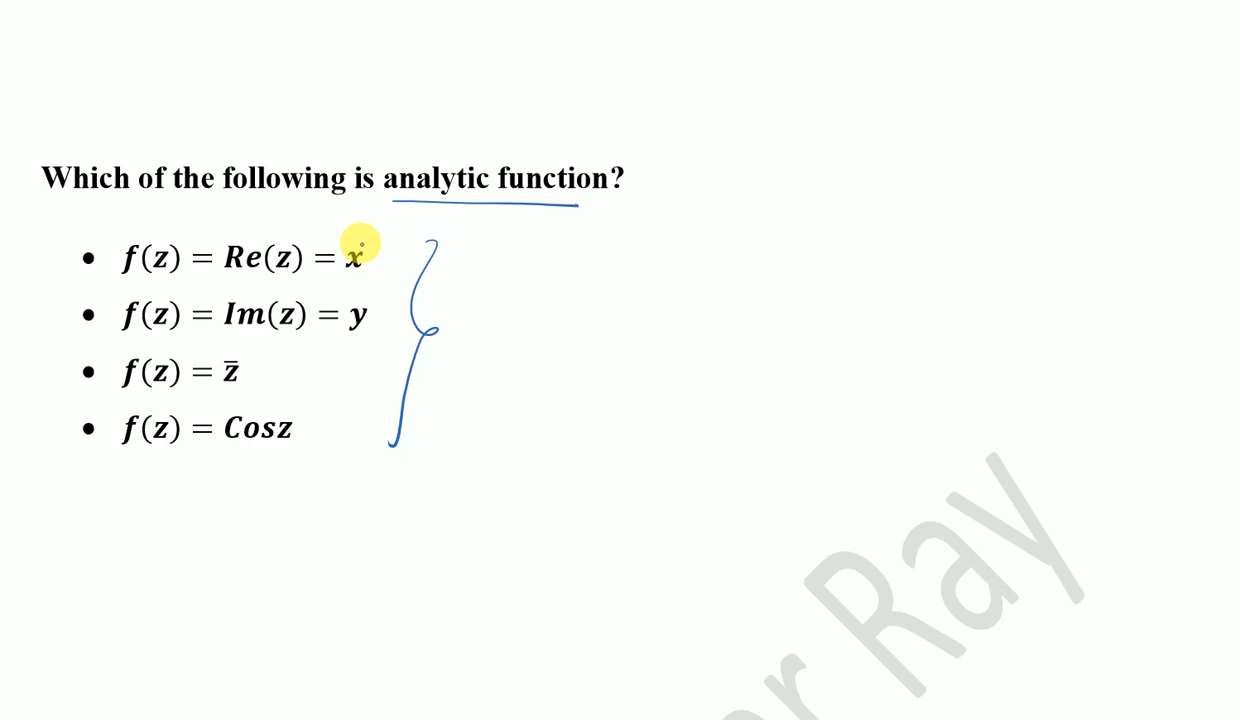 Which of the following is analytic function?
• f(z) = Re(z) = x
• f(z) = Im(z) = y
• f(z) = z̅
• f(z) = Cosz
Ray